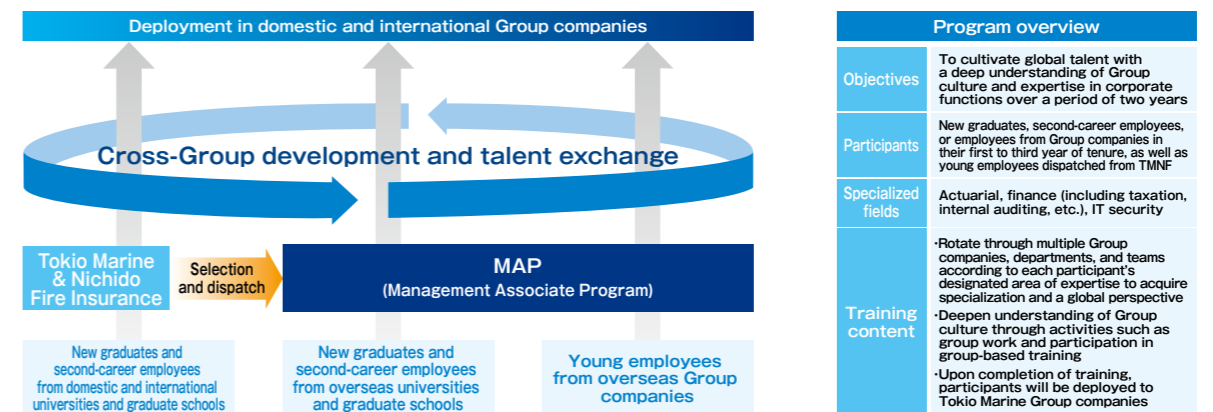 Deployment in domestic and international Group companies
Cross-Group development and talent exchange
Tokio Marine
& Nichido
Fire Insurance
Selection
and dispatch
MAP
(Management Associate Program)
New graduates and
second-career employees
from domestic and international
universities and graduate schools
New graduates and
second-career employees
from overseas universities
and graduate schools
Young employees
from overseas Group
companies
Program overview
Objectives
To cultivate global talent with
a deep understanding of Group
culture and expertise in corporate
functions over a period of two years
Participants
New graduates, second-career employees,
or employees from Group companies in
their first to third year of tenure, as well as
young employees dispatched from TMNF
Specialized
fields
Actuarial, finance (including taxation,
internal auditing, etc.), IT security
Training
content
・Rotate through multiple Group
companies, departments, and teams
according to each participant's
designated area of expertise to acquire
specialization and a global perspective
・Deepen understanding of Group
culture through activities such as
group work and participation in
group-based training
・Upon completion of training,
participants will be deployed to
Tokio Marine Group companies